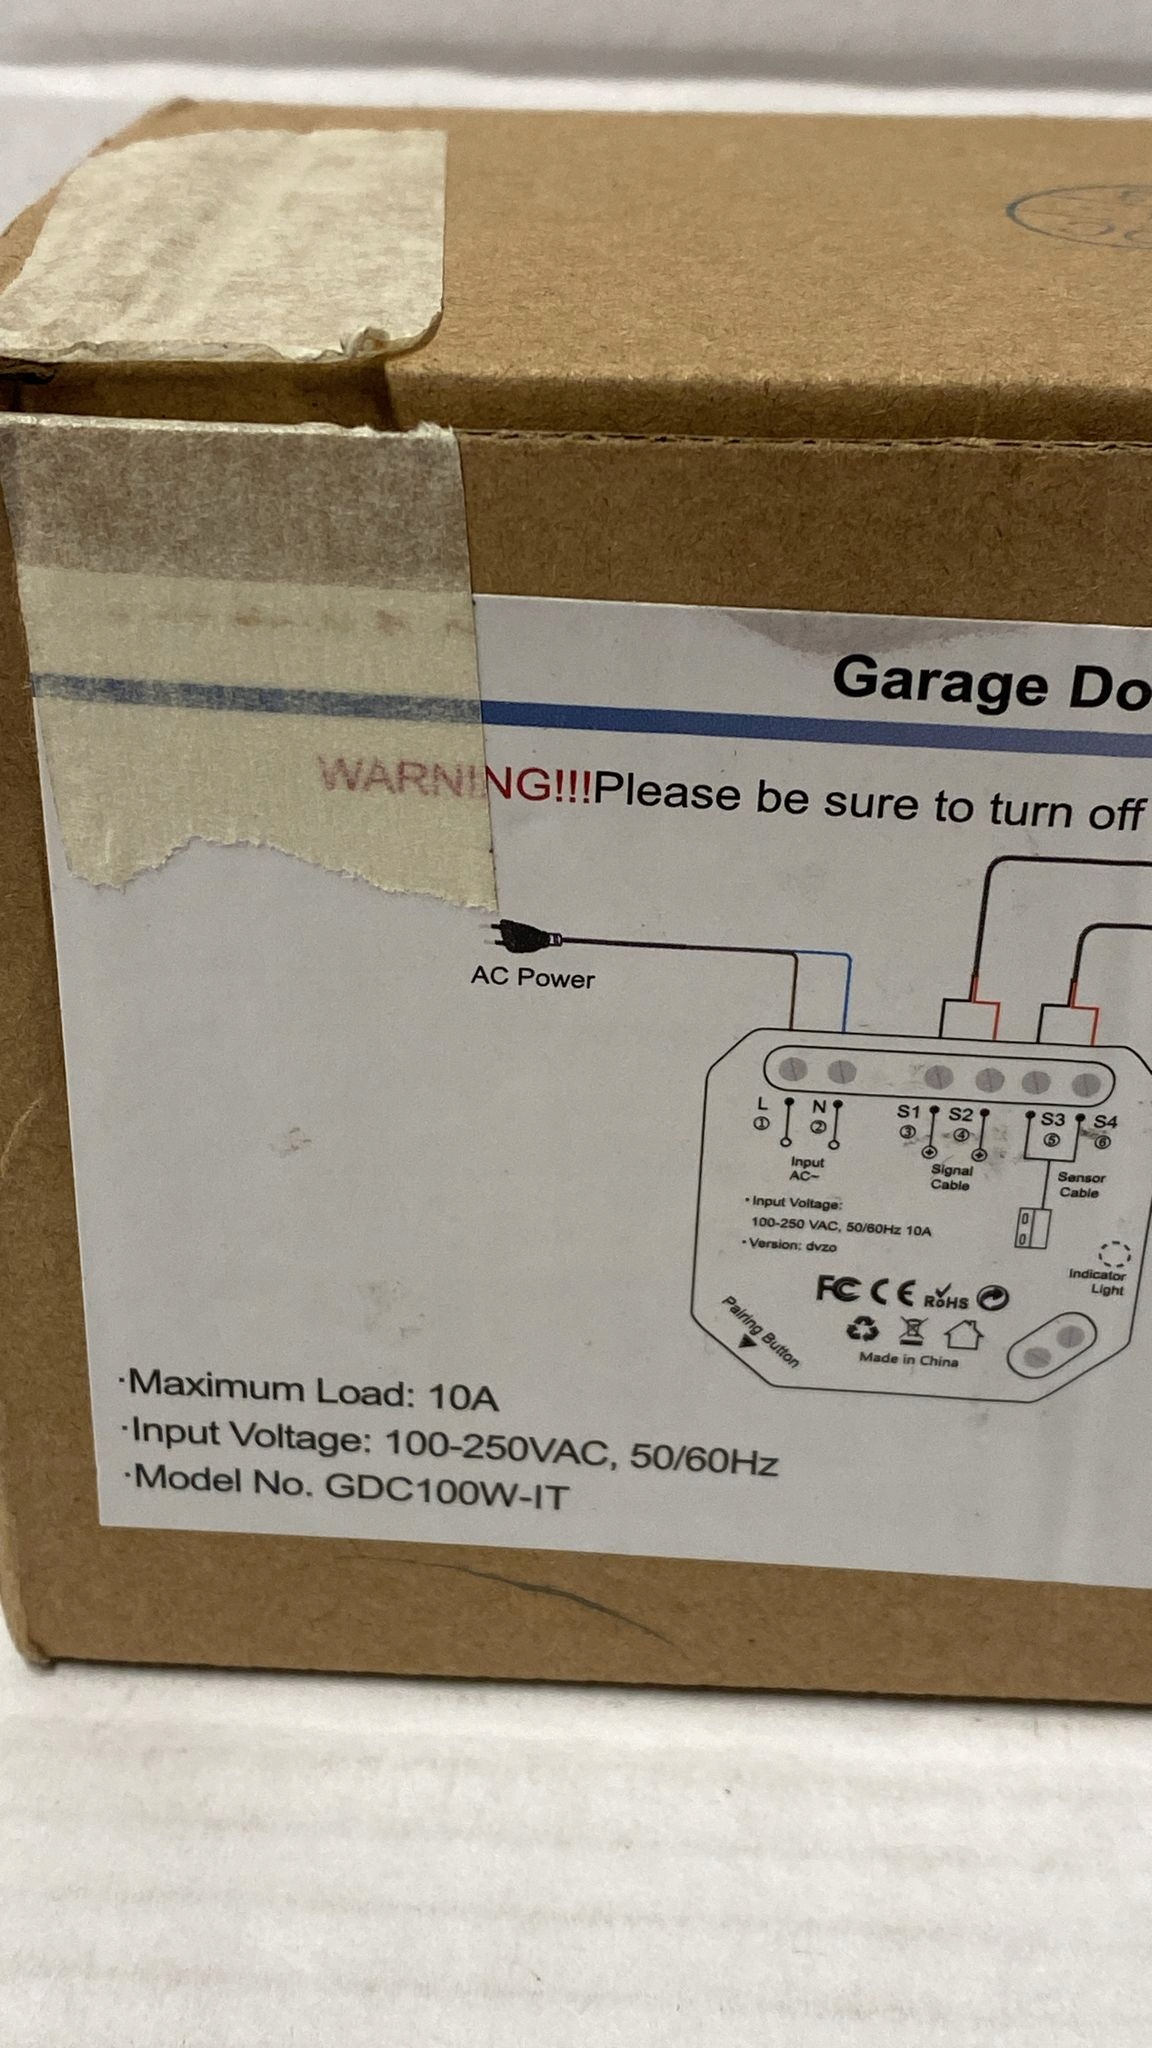 Garage Do
WARNING!!!Please be sure to turn off
AC Power
L N S1 S2 S3 S4
① ② ③ ④ ⑤ ⑥
Input
AC~
Signal
Cable
Sensor
Cable
·Input Voltage:
100-250 VAC, 50/60Hz 10A
·Version: dvzo
Indicator
Light
FC CE RoHS
Pairing Button
Made in China
·Maximum Load: 10A
·Input Voltage: 100-250VAC, 50/60Hz
·Model No. GDC100W-IT